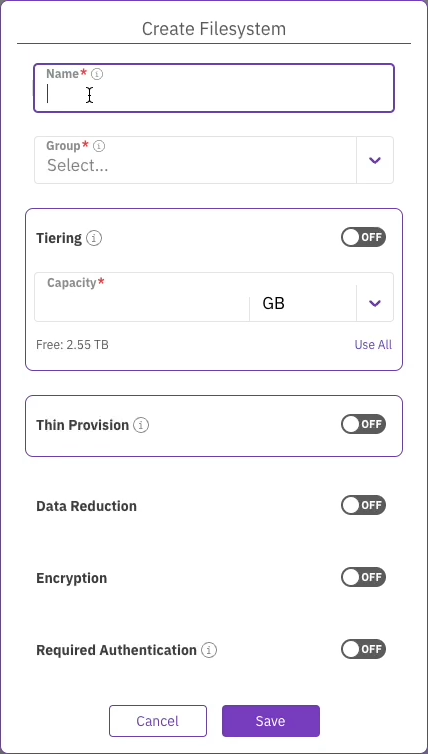 Create Filesystem
Name*
Group*
Select...
Tiering OFF
Capacity*
GB
Free: 2.55 TB Use All
Thin Provision OFF
Data Reduction OFF
Encryption OFF
Required Authentication OFF
Cancel Save